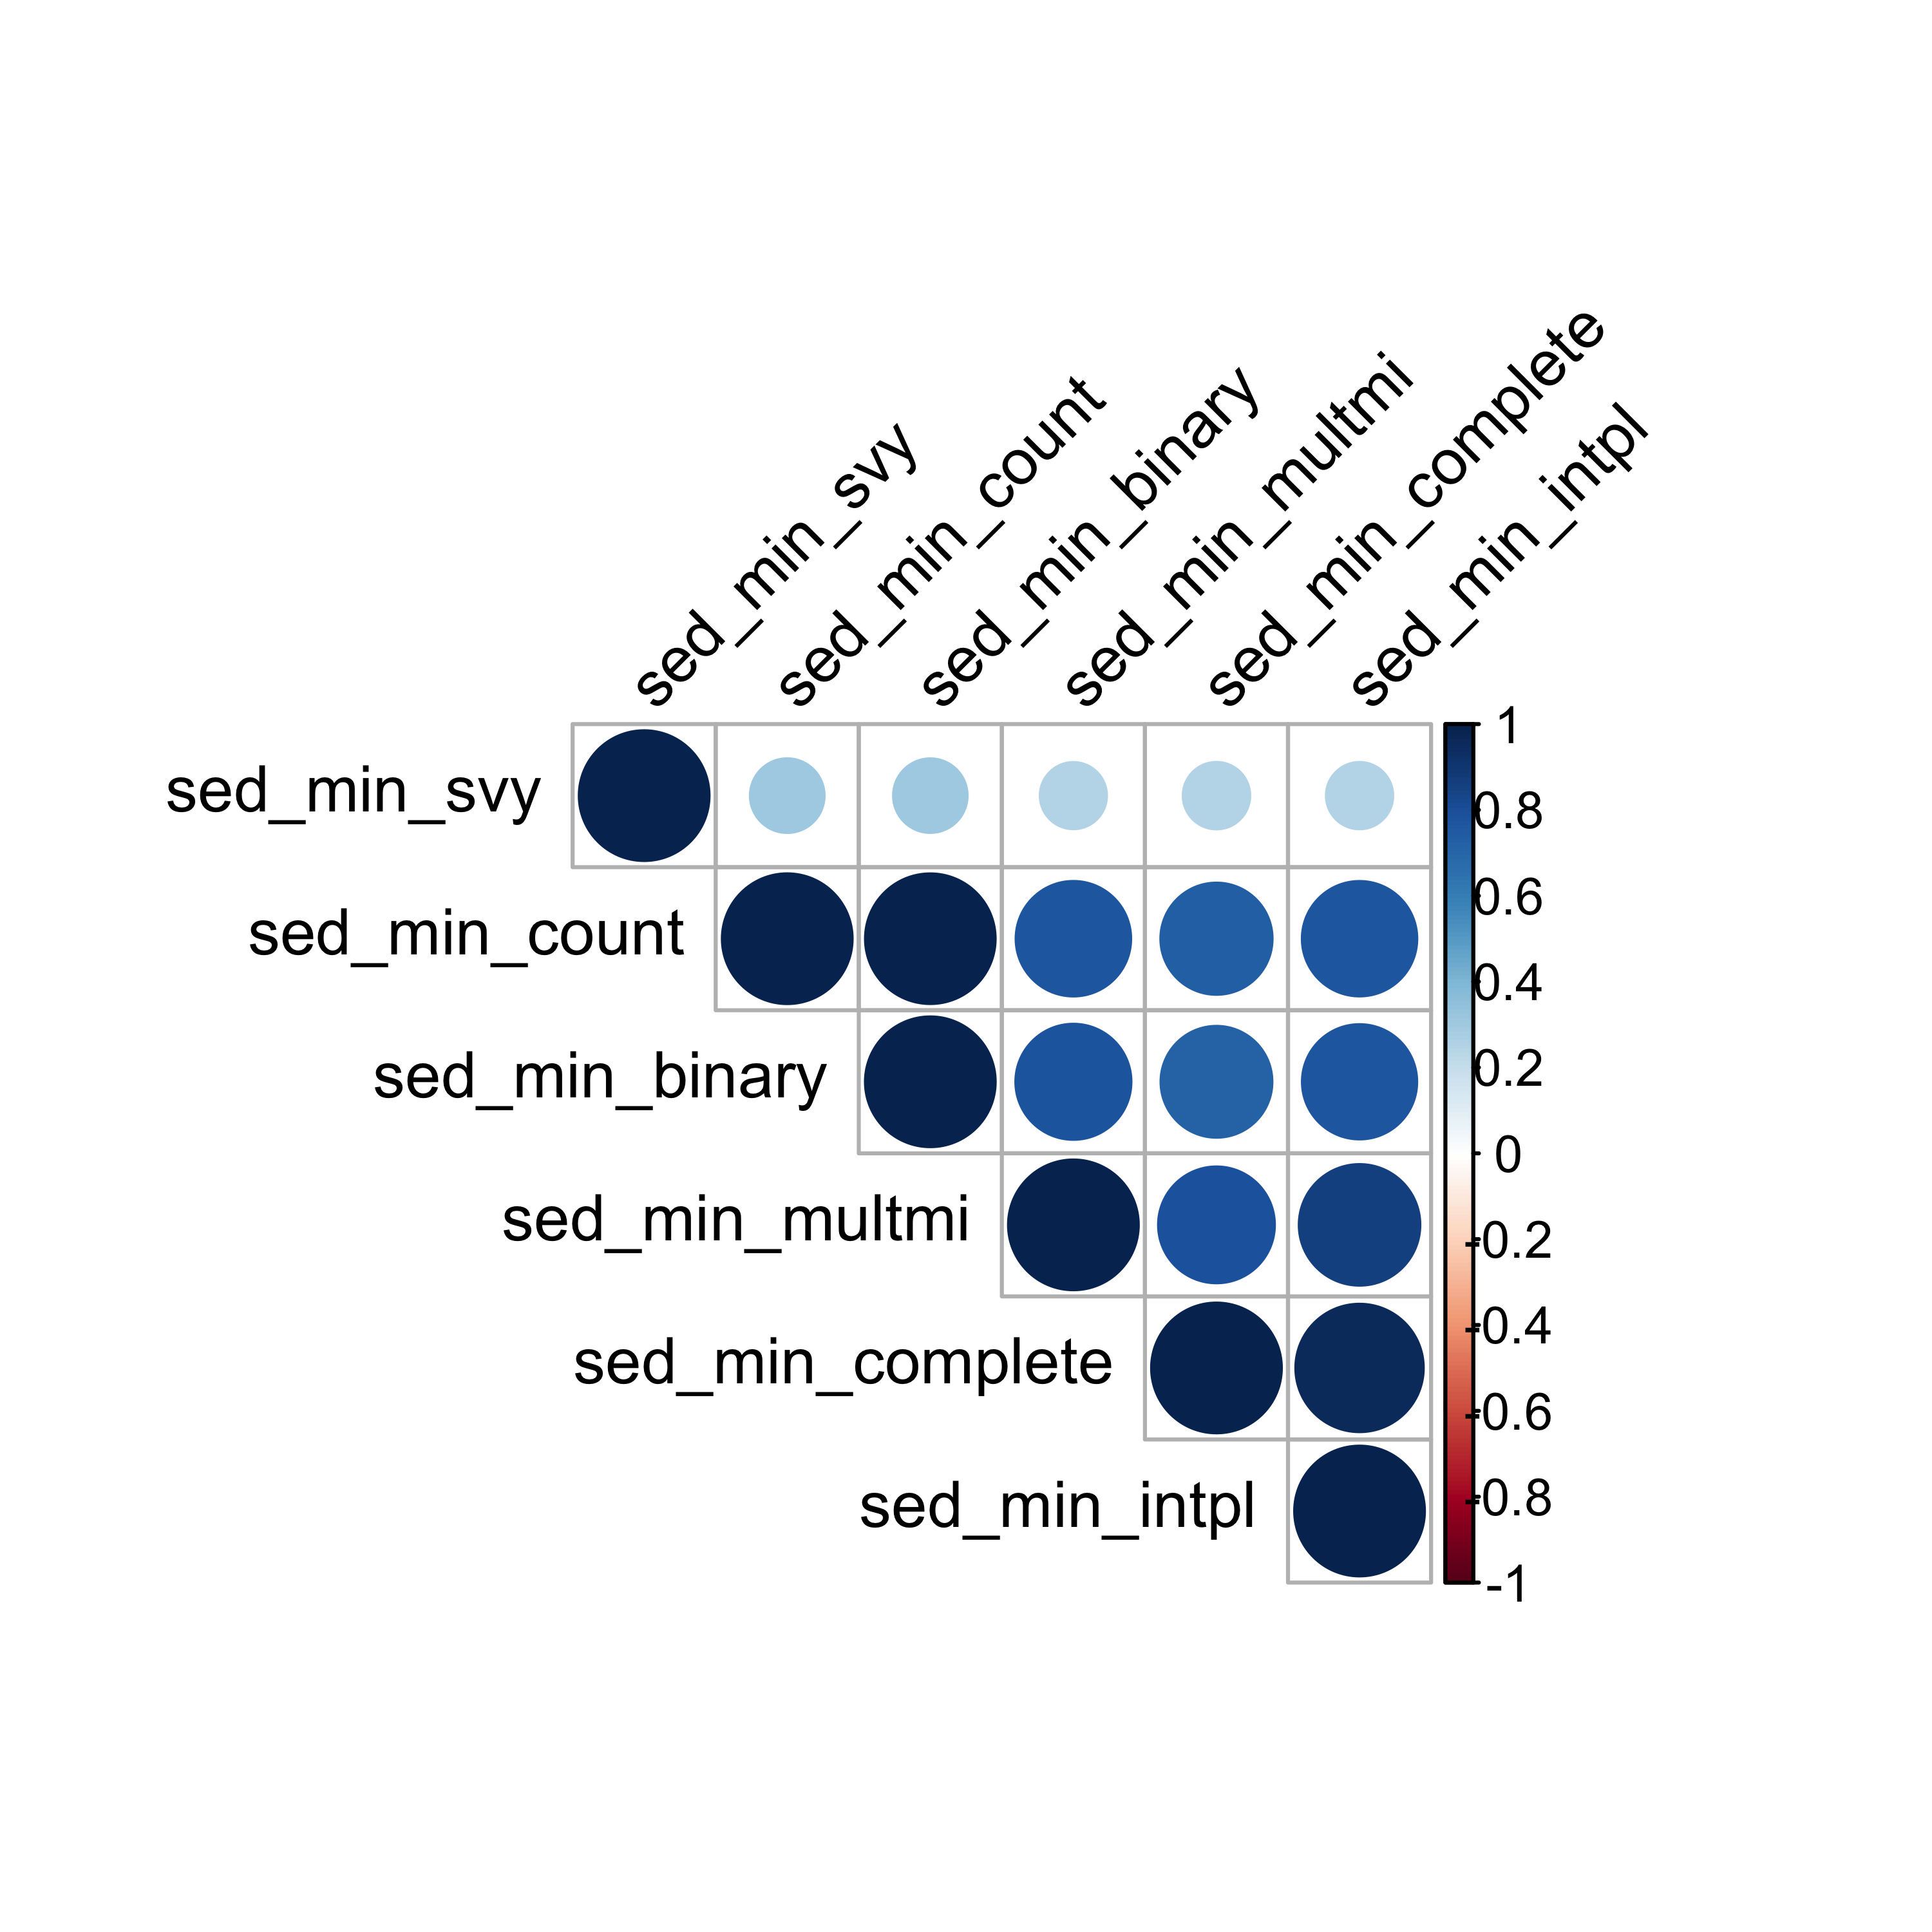 sed_min_svy
sed_min_count
sed_min_binary
sed_min_multmi
sed_min_complete
sed_min_intpl
sed_min_svy
sed_min_count
sed_min_binary
sed_min_multmi
sed_min_complete
sed_min_intpl
1
0.8
0.6
0.4
0.2
0
-0.2
-0.4
-0.6
-0.8
-1